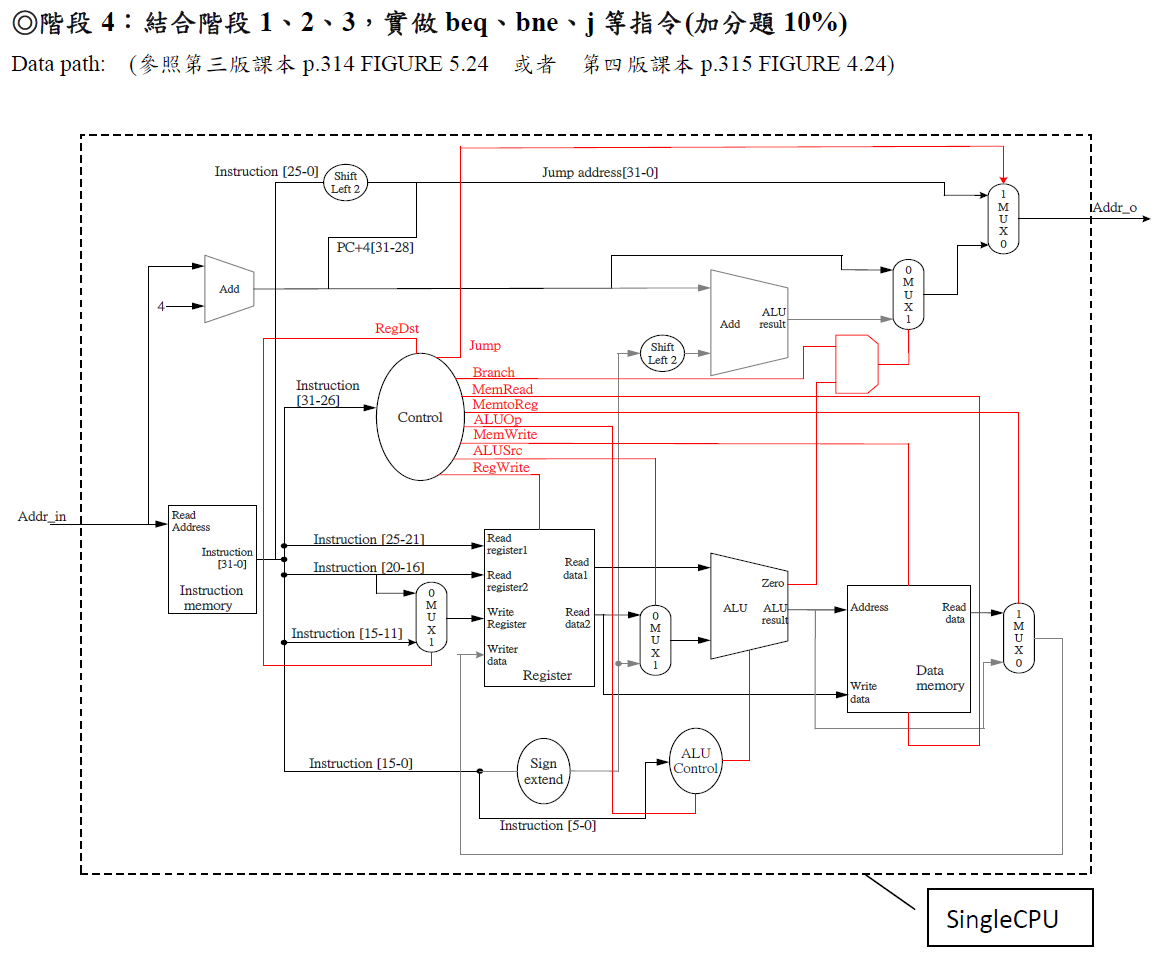 ◎階段 4：結合階段 1、2、3，實做 beq、bne、j 等指令(加分題 10%)
Data path: (參照第三版課本 p.314 FIGURE 5.24 或者 第四版課本 p.315 FIGURE 4.24)
Instruction [25-0]
Shift
Left 2
Jump address[31-0]
1
M
U
X
0
Addr_o
PC+4[31-28]
Add
4
0
M
U
X
1
Add
ALU
result
Shift
Left 2
RegDst
Jump
Branch
MemRead
MemtoReg
ALUOp
MemWrite
ALUSrc
RegWrite
Instruction
[31-26]
Control
Addr_in
Read
Address
Instruction
[31-0]
Instruction
memory
Instruction [25-21]
Instruction [20-16]
0
M
U
X
1
Instruction [15-11]
Read
register1
Read
register2
Write
Register
Writer
data
Read
data1
Read
data2
Register
0
M
U
X
1
Zero
ALU
ALU
result
Address
Read
data
Write
data
Data
memory
1
M
U
X
0
Instruction [15-0]
Sign
extend
ALU
Control
Instruction [5-0]
SingleCPU